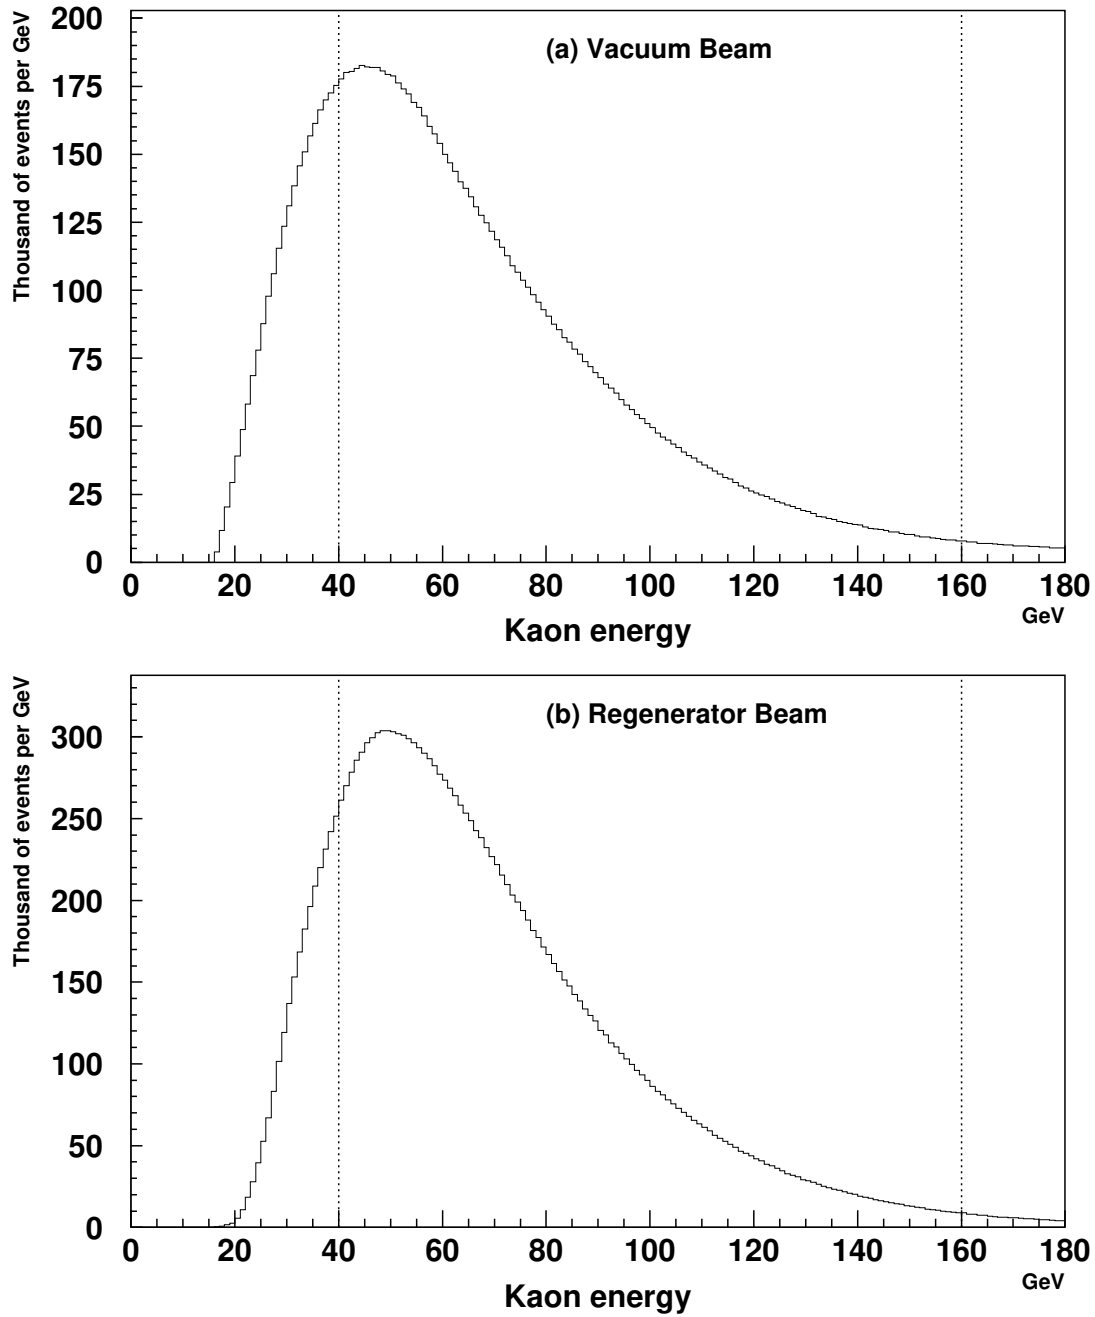 Thousand of events per GeV
(a) Vacuum Beam
200
175
150
125
100
75
50
25
0
0 20 40 60 80 100 120 140 160 180
GeV
Kaon energy
Thousand of events per GeV
(b) Regenerator Beam
300
250
200
150
100
50
0
0 20 40 60 80 100 120 140 160 180
GeV
Kaon energy